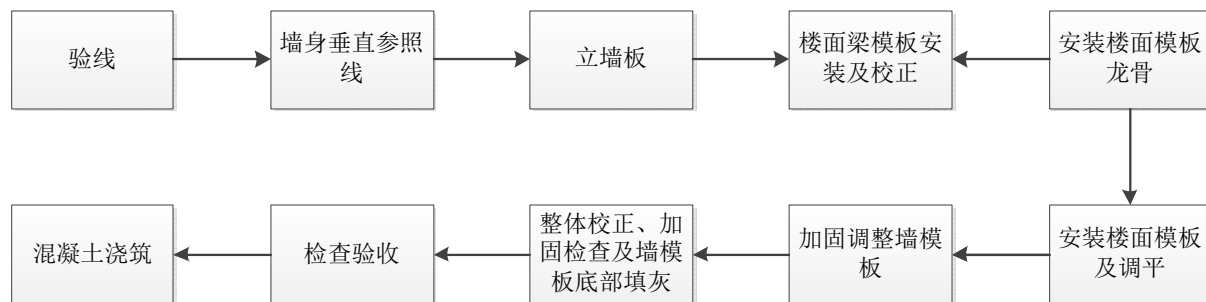 验线
墙身垂直参照
线
立墙板
楼面梁模板安
装及校正
安装楼面模板
龙骨
混凝土浇筑
检查验收
整体校正、加
固检查及墙模
板底部填灰
加固调整墙模
板
安装楼面模板
及调平